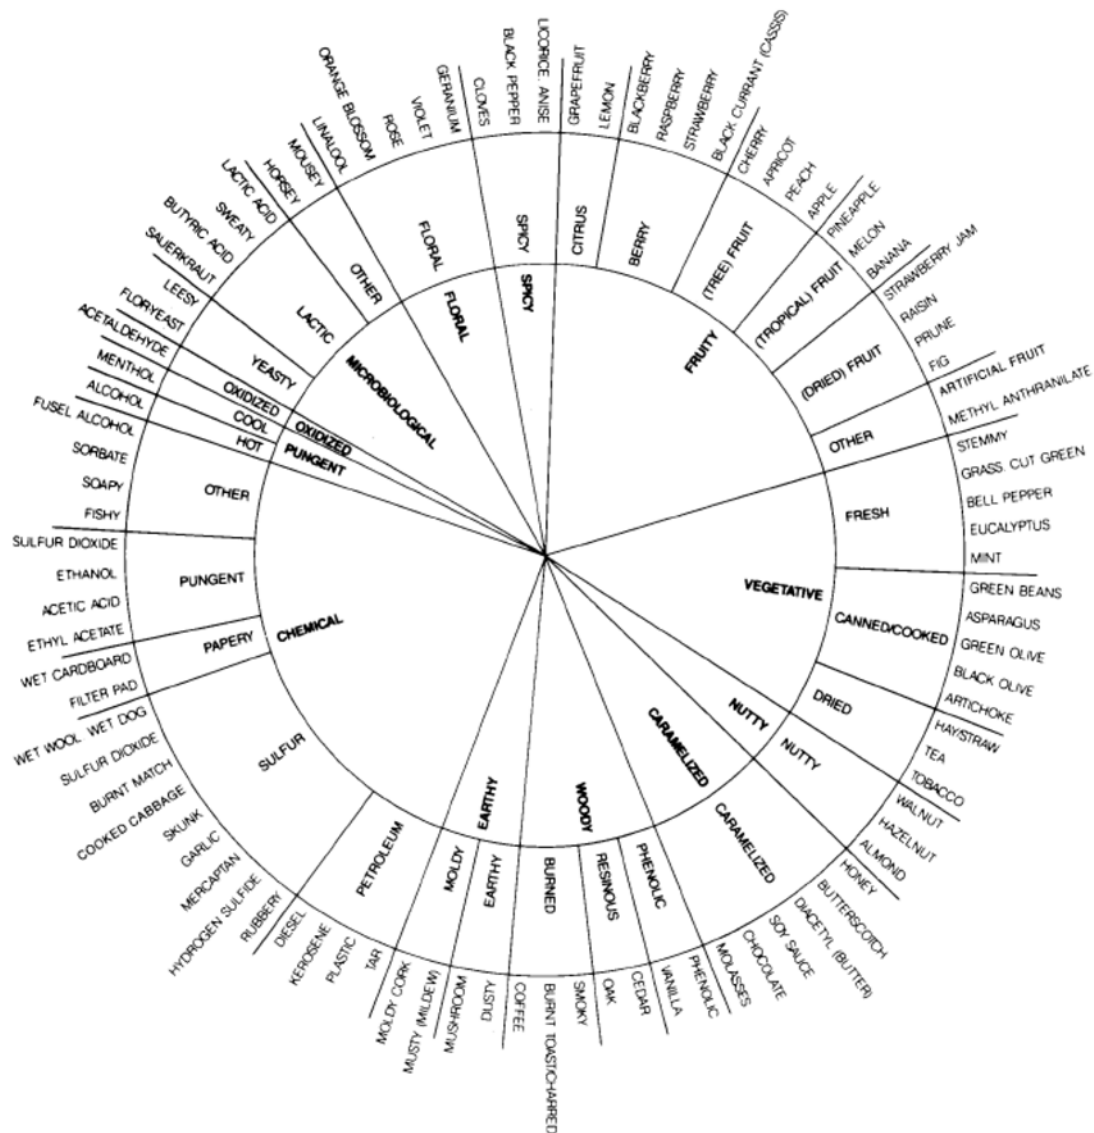 LICORICE. ANISE
GRAPEFRUIT
LEMON
BLACKBERRY
RASPBERRY
STRAWBERRY
BLACK CURRANT (CASSIS)
CHERRY
APRICOT
PEACH
APPLE
PINEAPPLE
MELON
BANANA
STRAWBERRY JAM
RAISIN
PRUNE
FIG
ARTIFICIAL FRUIT
METHYL ANTHRANILATE
STEMMY
GRASS. CUT GREEN
BELL PEPPER
EUCALYPTUS
MINT
GREEN BEANS
ASPARAGUS
GREEN OLIVE
BLACK OLIVE
ARTICHOKE
HAY/STRAW
TEA
TOBACCO
WALNUT
HAZELNUT
ALMOND
HONEY
BUTTERSCOTCH
DIACETYL (BUTTER)
SOY SAUCE
CHOCOLATE
MOLASSES
PHENOLIC
VANILLA
CEDAR
OAK
SMOKY
BURNT TOAST/CHARRED
COFFEE
DUSTY
MUSHROOM
MUSTY (MILDEW)
MOLDY CORK
TAR
PLASTIC
KEROSENE
DIESEL
RUBBERY
HYDROGEN SULFIDE
MERCAPTAN
GARLIC
SKUNK
COOKED CABBAGE
BURNT MATCH
SULFUR DIOXIDE
WET WOOL. WET DOG
FILTER PAD
WET CARDBOARD
ETHYL ACETATE
ACETIC ACID
ETHANOL
SULFUR DIOXIDE
FISHY
SOAPY
SORBATE
FUSEL ALCOHOL
ALCOHOL
MENTHOL
ACETALDEHYDE
FLORYEAST
LEESY
SAUERKRAUT
BUTYRIC ACID
SWEATY
LACTIC ACID
HORSEY
MOUSEY
LINALOOL
ORANGE BLOSSOM
ROSE
VIOLET
GERANIUM
CLOVES
BLACK PEPPER
SPICY
CITRUS
BERRY
(TREE) FRUIT
(TROPICAL) FRUIT
(DRIED) FRUIT
OTHER
FRESH
CANNED/COOKED
DRIED
NUTTY
CARAMELIZED
PHENOLIC
RESINOUS
BURNED
EARTHY
MOLDY
PETROLEUM
SULFUR
PAPERY
PUNGENT
OTHER
HOT
COOL
OXIDIZED
YEASTY
LACTIC
OTHER
FLORAL
SPICY
FRUITY
VEGETATIVE
NUTTY
CARAMELIZED
WOODY
EARTHY
CHEMICAL
PUNGENT
OXIDIZED
MICROBIOLOGICAL
FLORAL